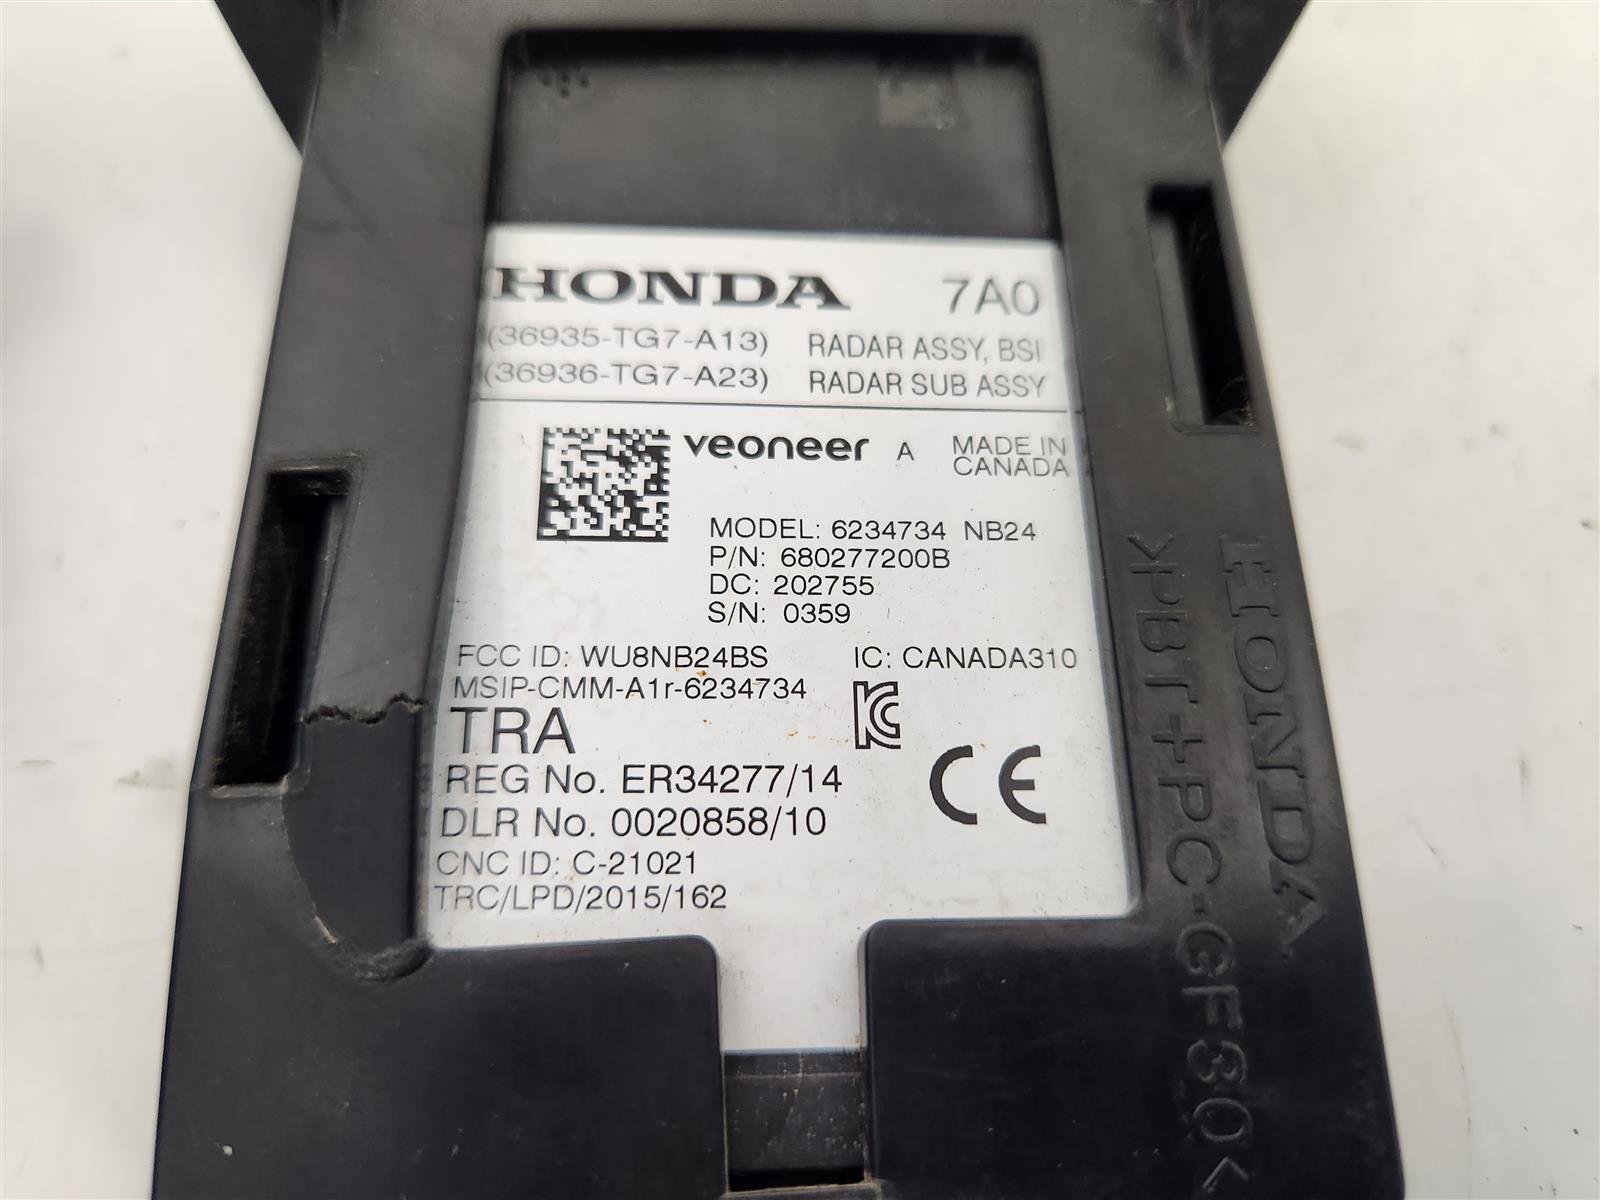 HONDA 7A0
(36935-TG7-A13) RADAR ASSY, BSI
(36936-TG7-A23) RADAR SUB ASSY
veoneer A MADE IN CANADA
MODEL: 6234734 NB24
P/N: 680277200B
DC: 202755
S/N: 0359
FCC ID: WU8NB24BS IC: CANADA310
MSIP-CMM-A1r-6234734
TRA
REG No. ER34277/14
DLR No. 0020858/10
CNC ID: C-21021
TRC/LPD/2015/162
CE
HONDA
>PBT+PC-GF30<